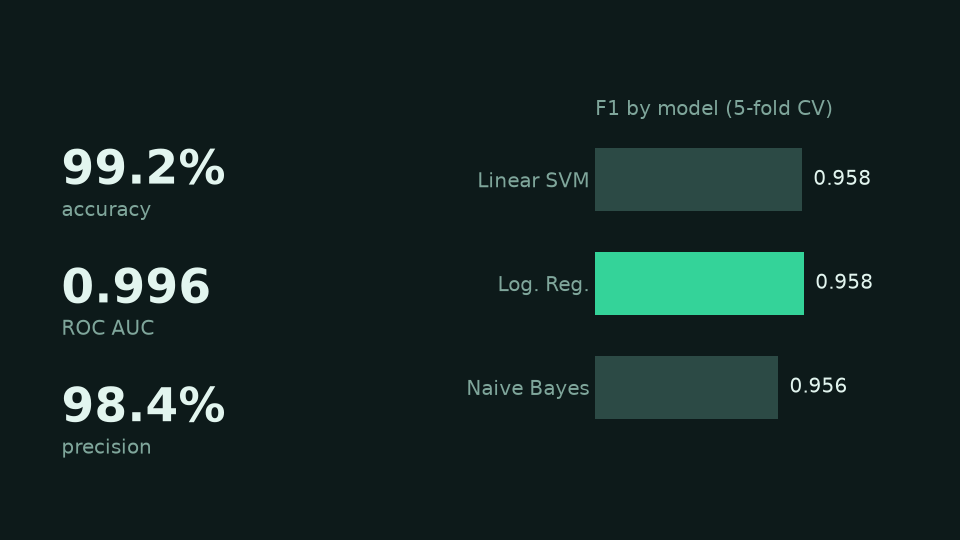 99.2%
accuracy
0.996
ROC AUC
98.4%
precision
F1 by model (5-fold CV)
Linear SVM
0.958
Log. Reg.
0.958
Naive Bayes
0.956